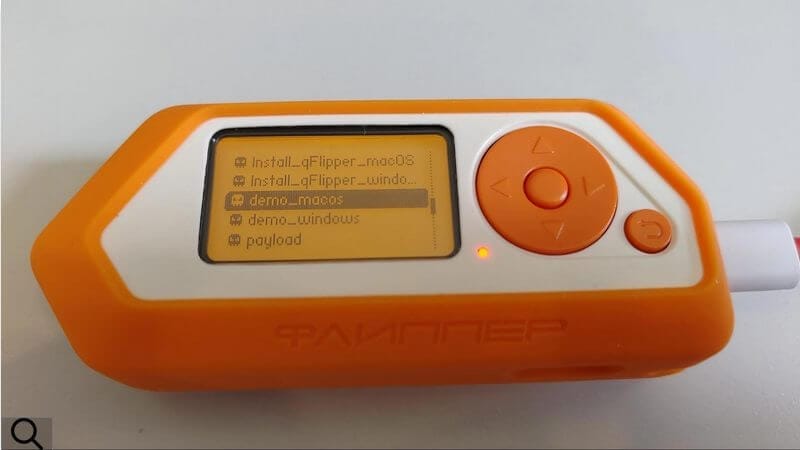 Install_qFlipper_macOS
Install_qFlipper_windo...
demo_macos
demo_windows
payload
ФЛИППЕР